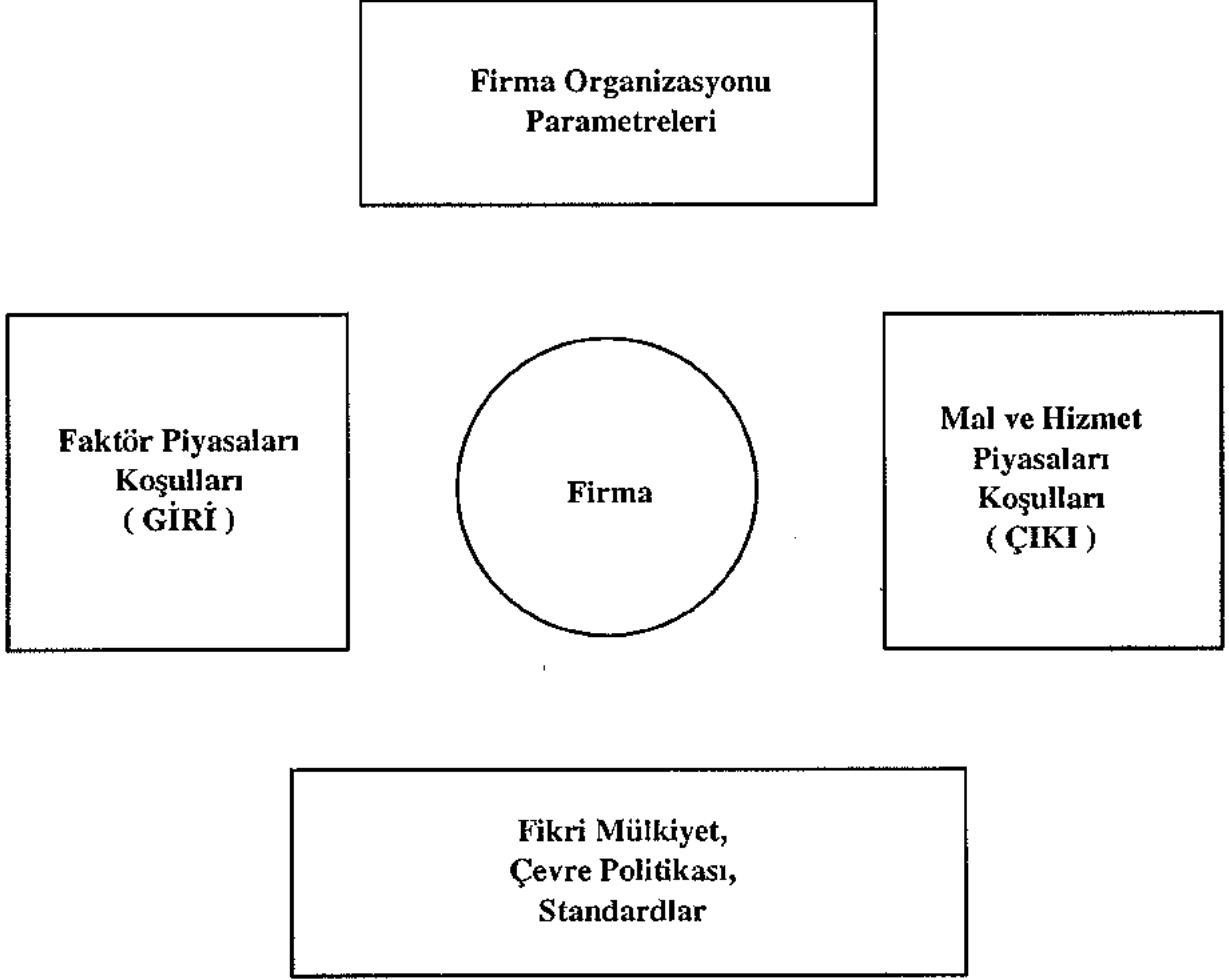 Firma Organizasyonu
Parametreleri
Faktör Piyasaları
Koşulları
( GİRİ )
Firma
Mal ve Hizmet
Piyasaları
Koşulları
( ÇIKI )
Fikri Mülkiyet,
Çevre Politikası,
Standardlar